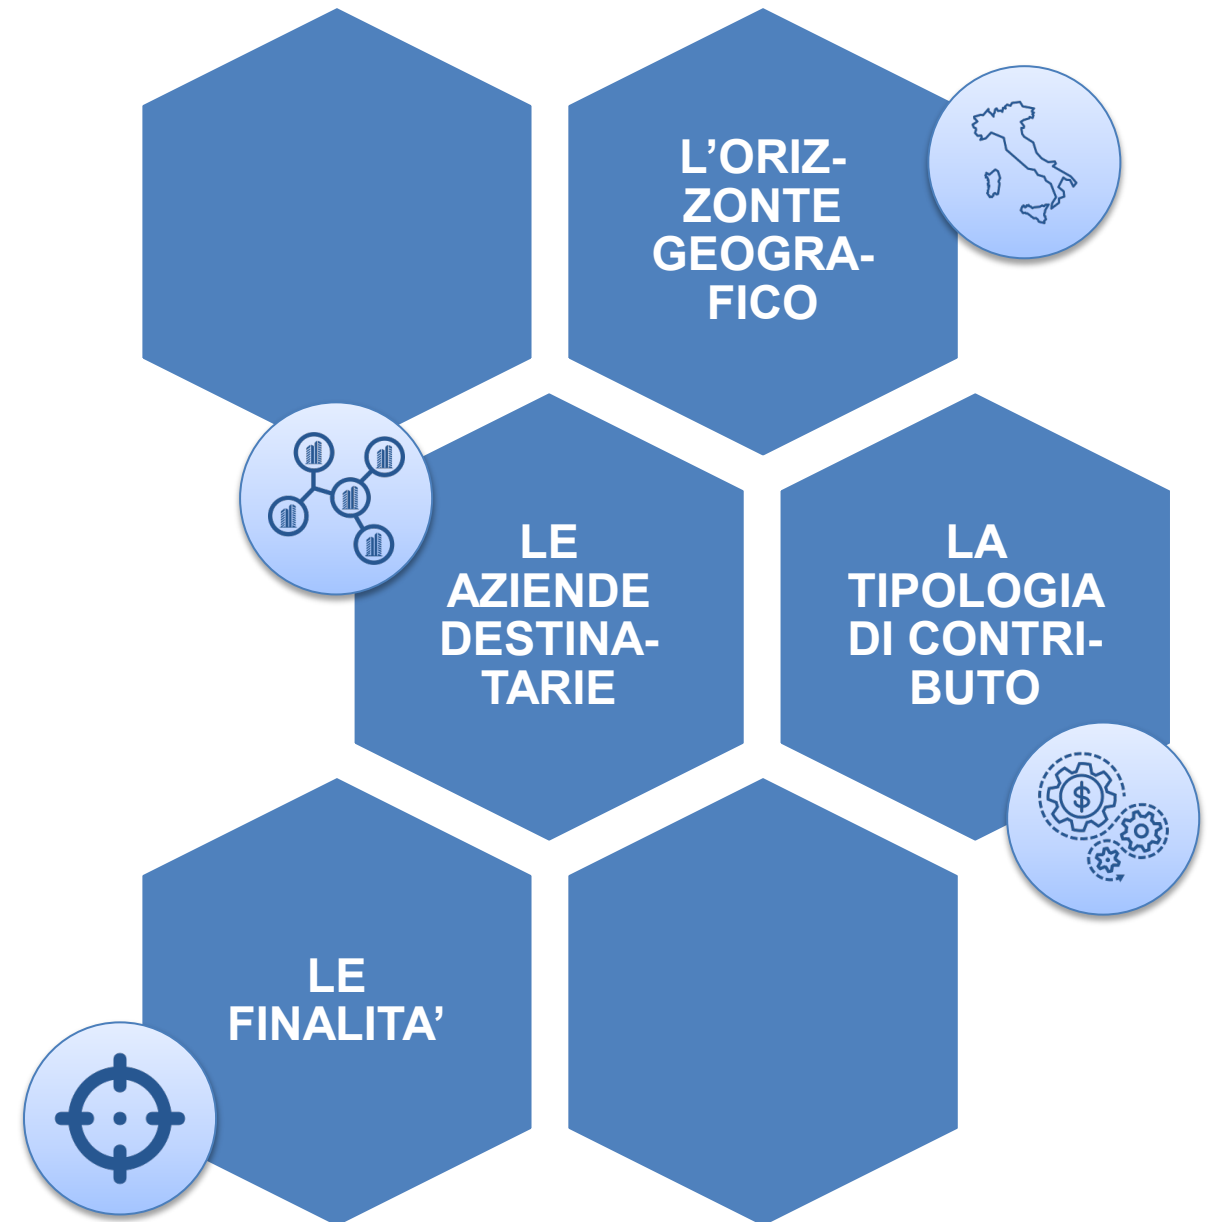 L’ORIZ-
ZONTE
GEOGRA-
FICO
LE
AZIENDE
DESTINA-
TARIE
LA
TIPOLOGIA
DI CONTRI-
BUTO
$
LE
FINALITA’